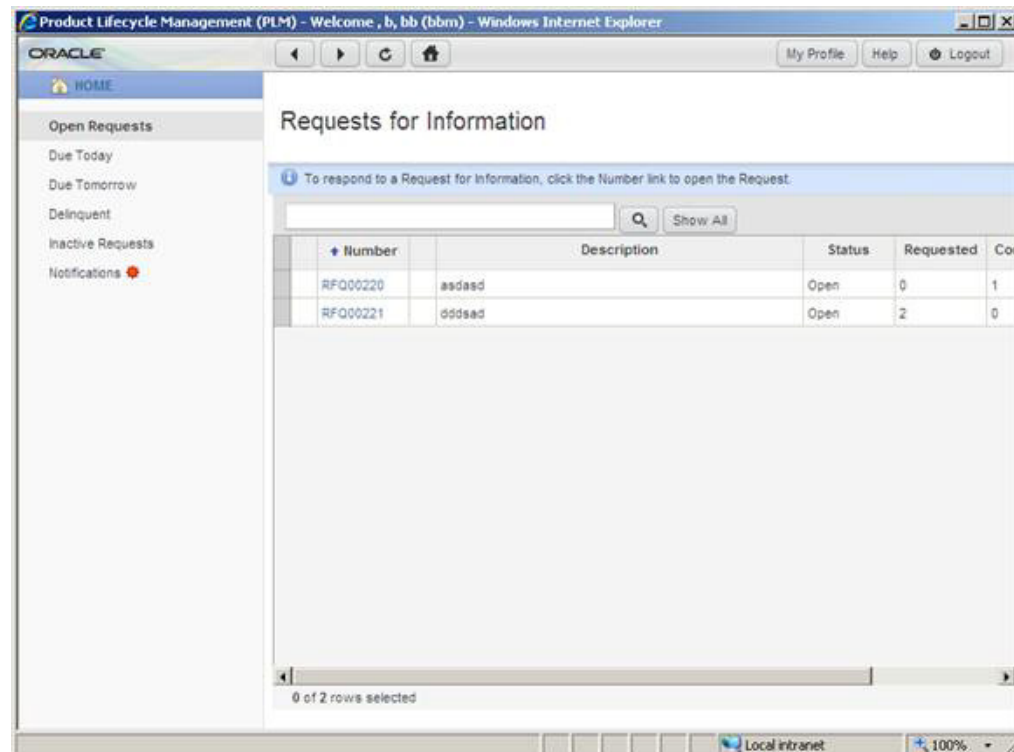 Product Lifecycle Management (PLM) - Welcome , b, bb (bbm) - Windows Internet Explorer
ORACLE
My Profile Help Logout
HOME
Open Requests
Due Today
Due Tomorrow
Delinquent
Inactive Requests
Notifications
Requests for Information
To respond to a Request for Information, click the Number link to open the Request.
Show All
Number Description Status Requested Co
RFQ00220 asdasd Open 0 1
RFQ00221 dddsad Open 2 0
0 of 2 rows selected
Local intranet 100%